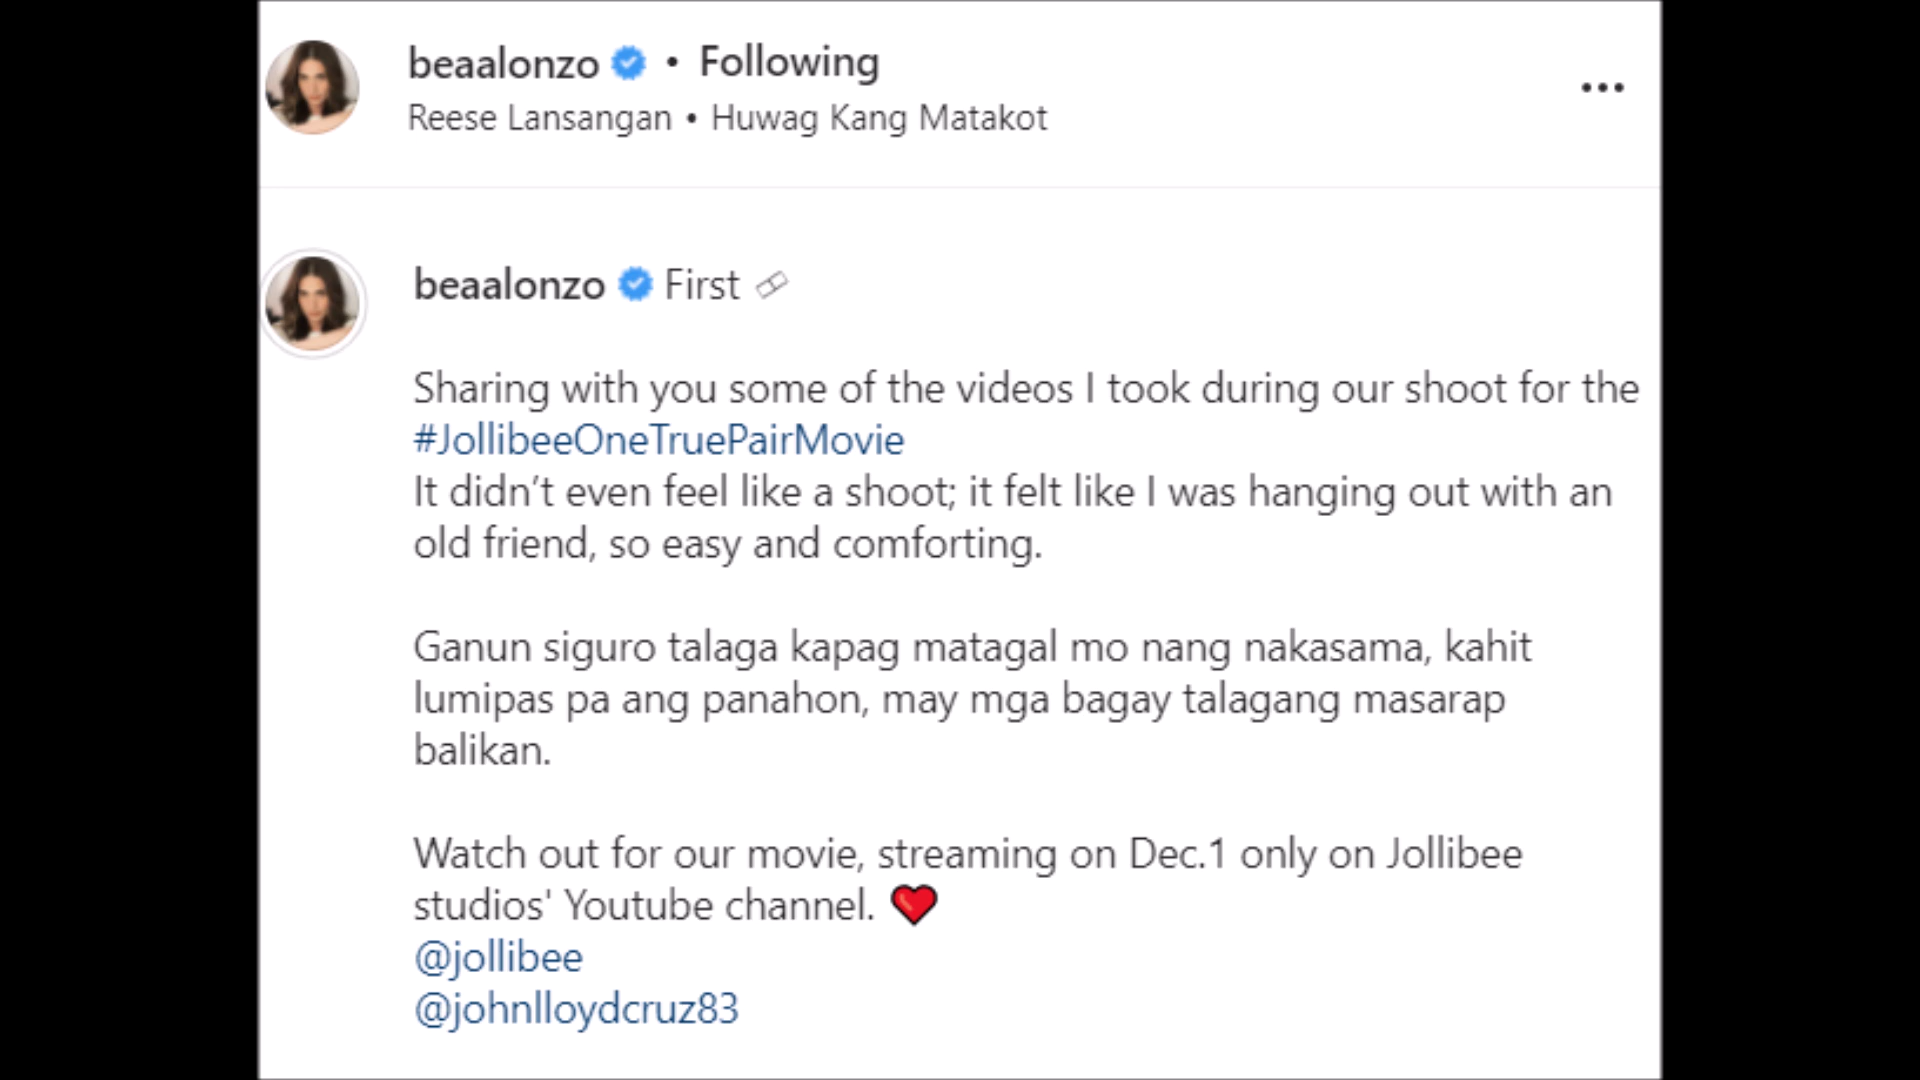 beaalonzo • Following
Reese Lansangan • Huwag Kang Matakot
beaalonzo First
Sharing with you some of the videos I took during our shoot for the
#JollibeeOneTruePairMovie
It didn’t even feel like a shoot; it felt like I was hanging out with an
old friend, so easy and comforting.
Ganun siguro talaga kapag matagal mo nang nakasama, kahit
lumipas pa ang panahon, may mga bagay talagang masarap
balikan.
Watch out for our movie, streaming on Dec.1 only on Jollibee
studios' Youtube channel. ❤️
@jollibee
@johnlloydcruz83